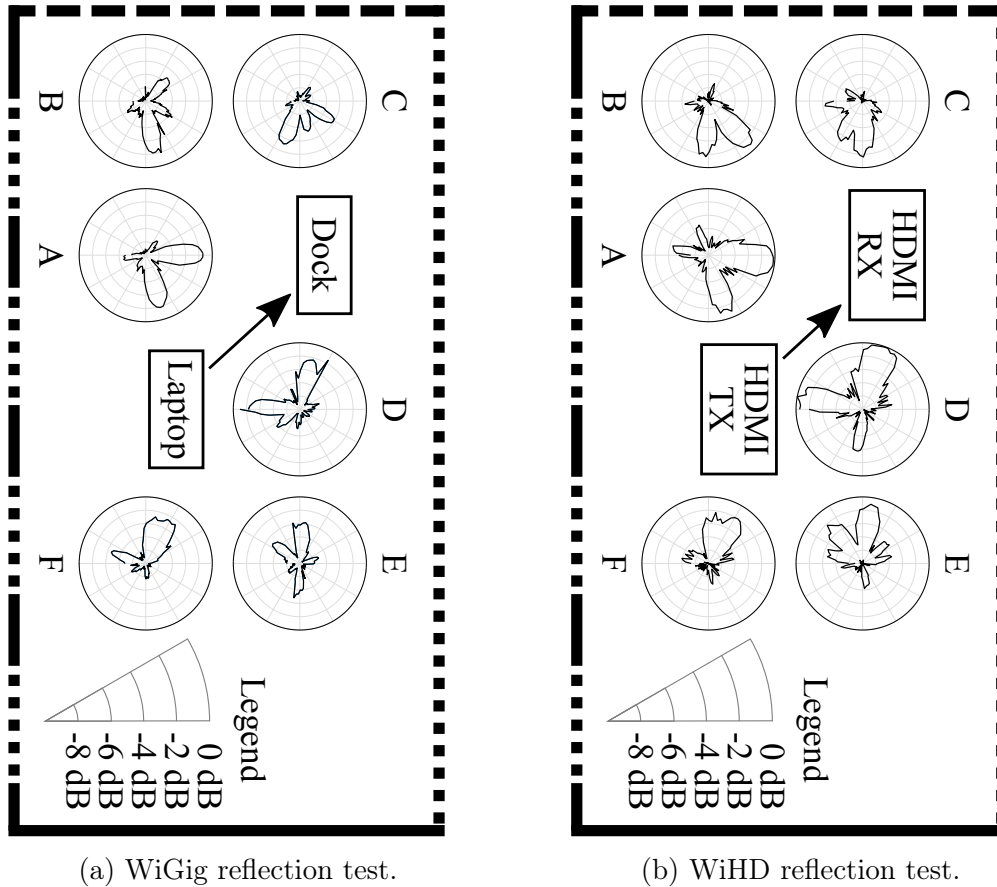 B
C
A
Dock
Laptop
D
F
E
Legend
0 dB
-2 dB
-4 dB
-6 dB
-8 dB
(a) WiGig reflection test.
B
C
A
HDMI
RX
HDMI
TX
D
F
E
Legend
0 dB
-2 dB
-4 dB
-6 dB
-8 dB
(b) WiHD reflection test.